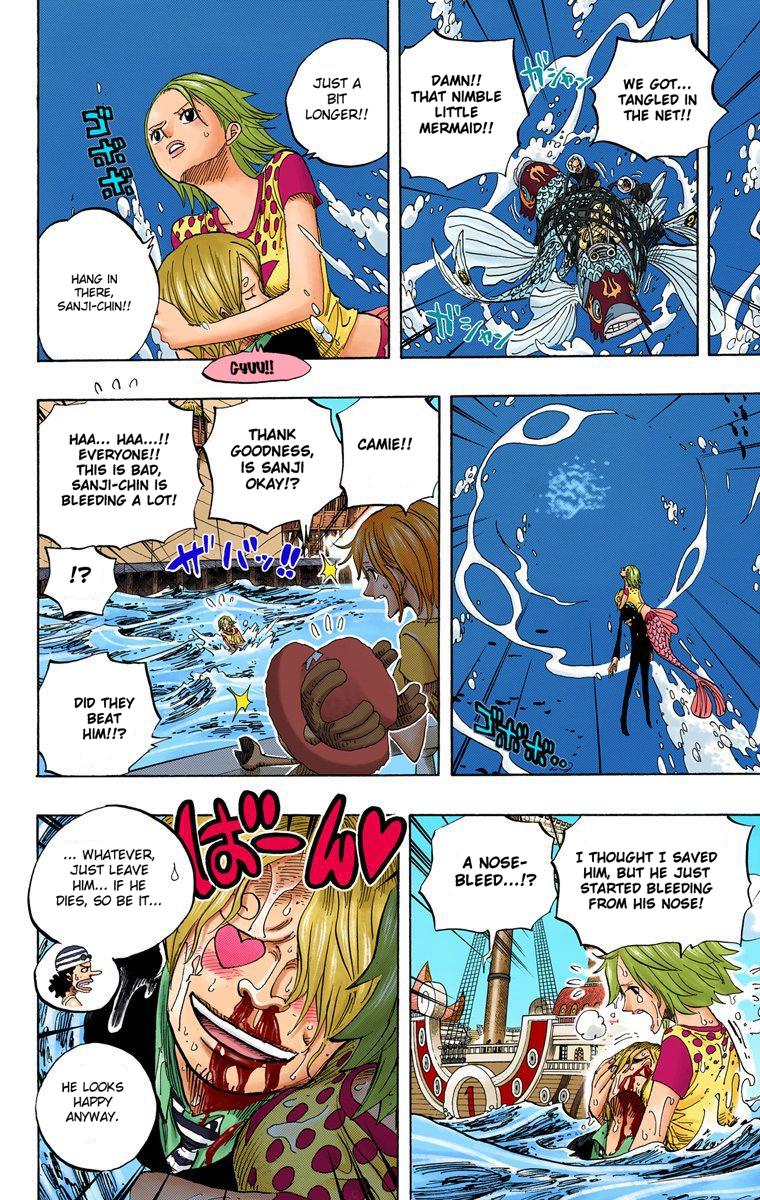 WE GOT...
TANGLED IN
THE NET!!
DAMN!!
THAT NIMBLE
LITTLE
MERMAID!!
ガシャン
ガシャン
JUST A
BIT
LONGER!!
ゴボボボ
HANG IN
THERE,
SANJI-CHIN!!
GYUU!!
ゴボボボ...
CAMIE!!
THANK
GOODNESS,
IS SANJI
OKAY!?
HAA... HAA...!!
EVERYONE!!
THIS IS BAD,
SANJI-CHIN IS
BLEEDING A LOT!
ザバッ!!
!?
DID THEY
BEAT
HIM!!?
I THOUGHT I SAVED
HIM, BUT HE JUST
STARTED BLEEDING
FROM HIS NOSE!
A NOSE-
BLEED...!?
1
ばーん♥
... WHATEVER,
JUST LEAVE
HIM... IF HE
DIES, SO BE IT...
HE LOOKS
HAPPY
ANYWAY.